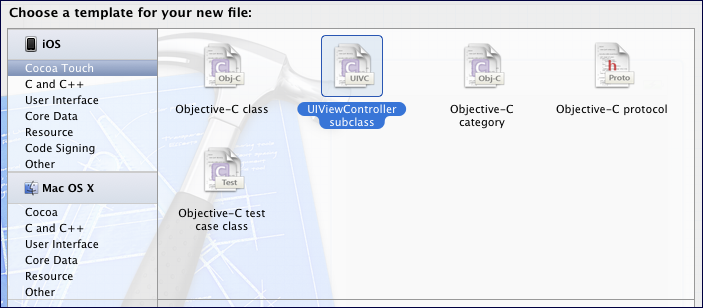 Choose a template for your new file:
iOS
Cocoa Touch
C and C++
User Interface
Core Data
Resource
Code Signing
Other
Mac OS X
Cocoa
C and C++
User Interface
Core Data
Resource
Other
Obj-C
Objective-C class
UIVC
UIViewController
subclass
Obj-C
Objective-C
category
h
Proto
Objective-C protocol
Test
Objective-C test
case class